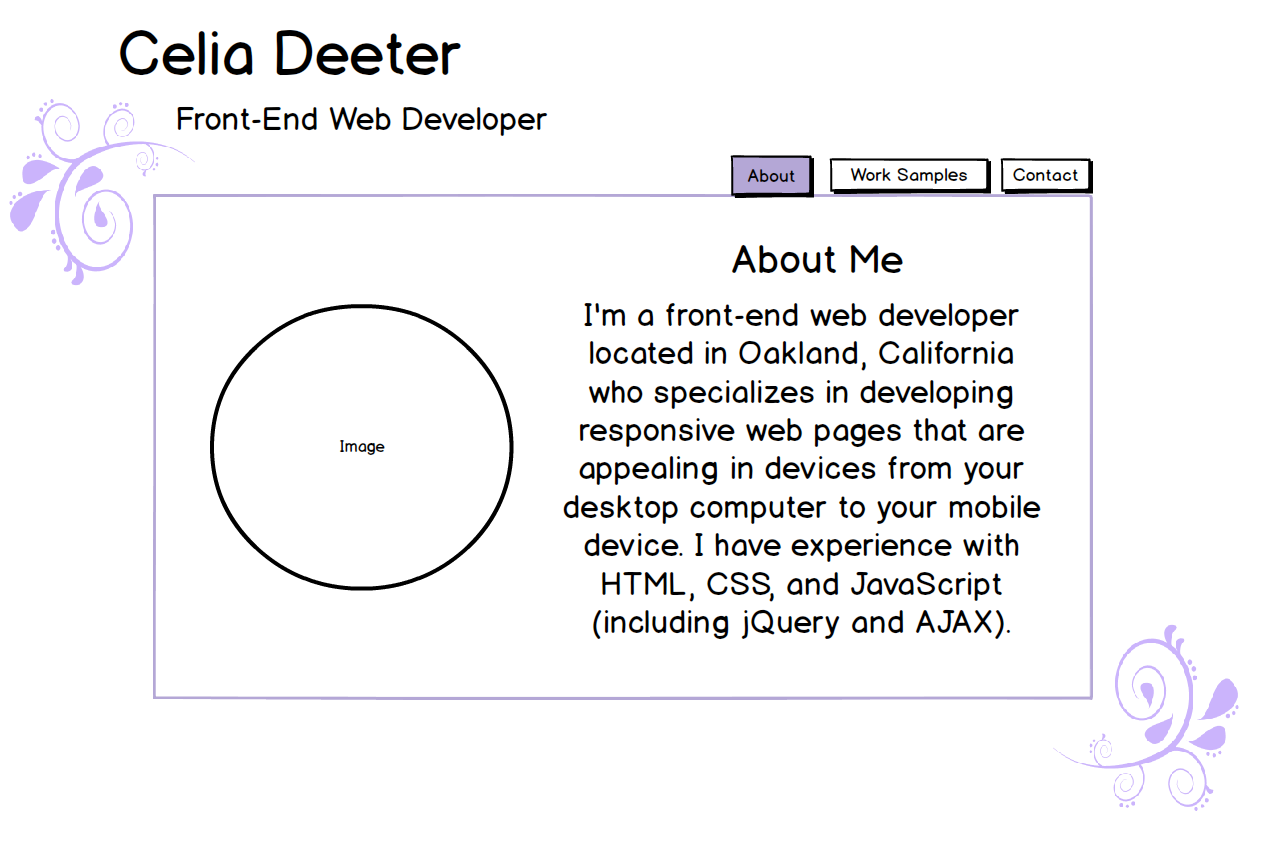 Celia Deeter
Front-End Web Developer
About
Work Samples
Contact
About Me
I'm a front-end web developer
located in Oakland, California
who specializes in developing
responsive web pages that are
appealing in devices from your
desktop computer to your mobile
device. I have experience with
HTML, CSS, and JavaScript
(including jQuery and AJAX).
Image